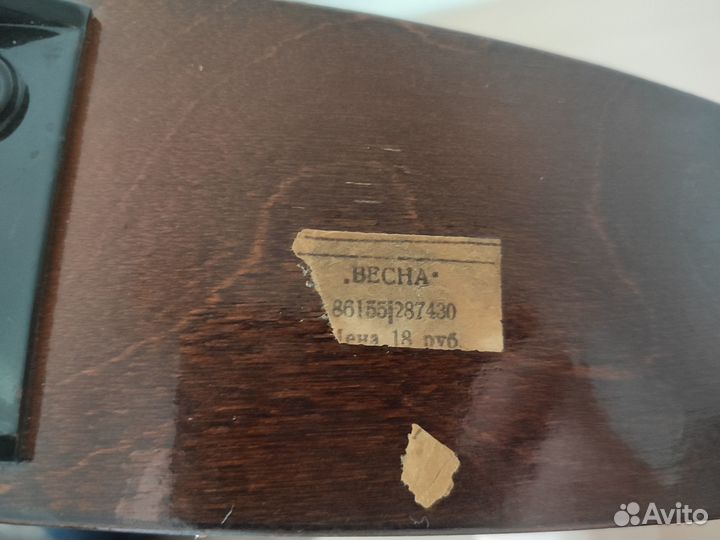 .ВЕСНА·
86155|287430
Цена 18 руб.
Avito